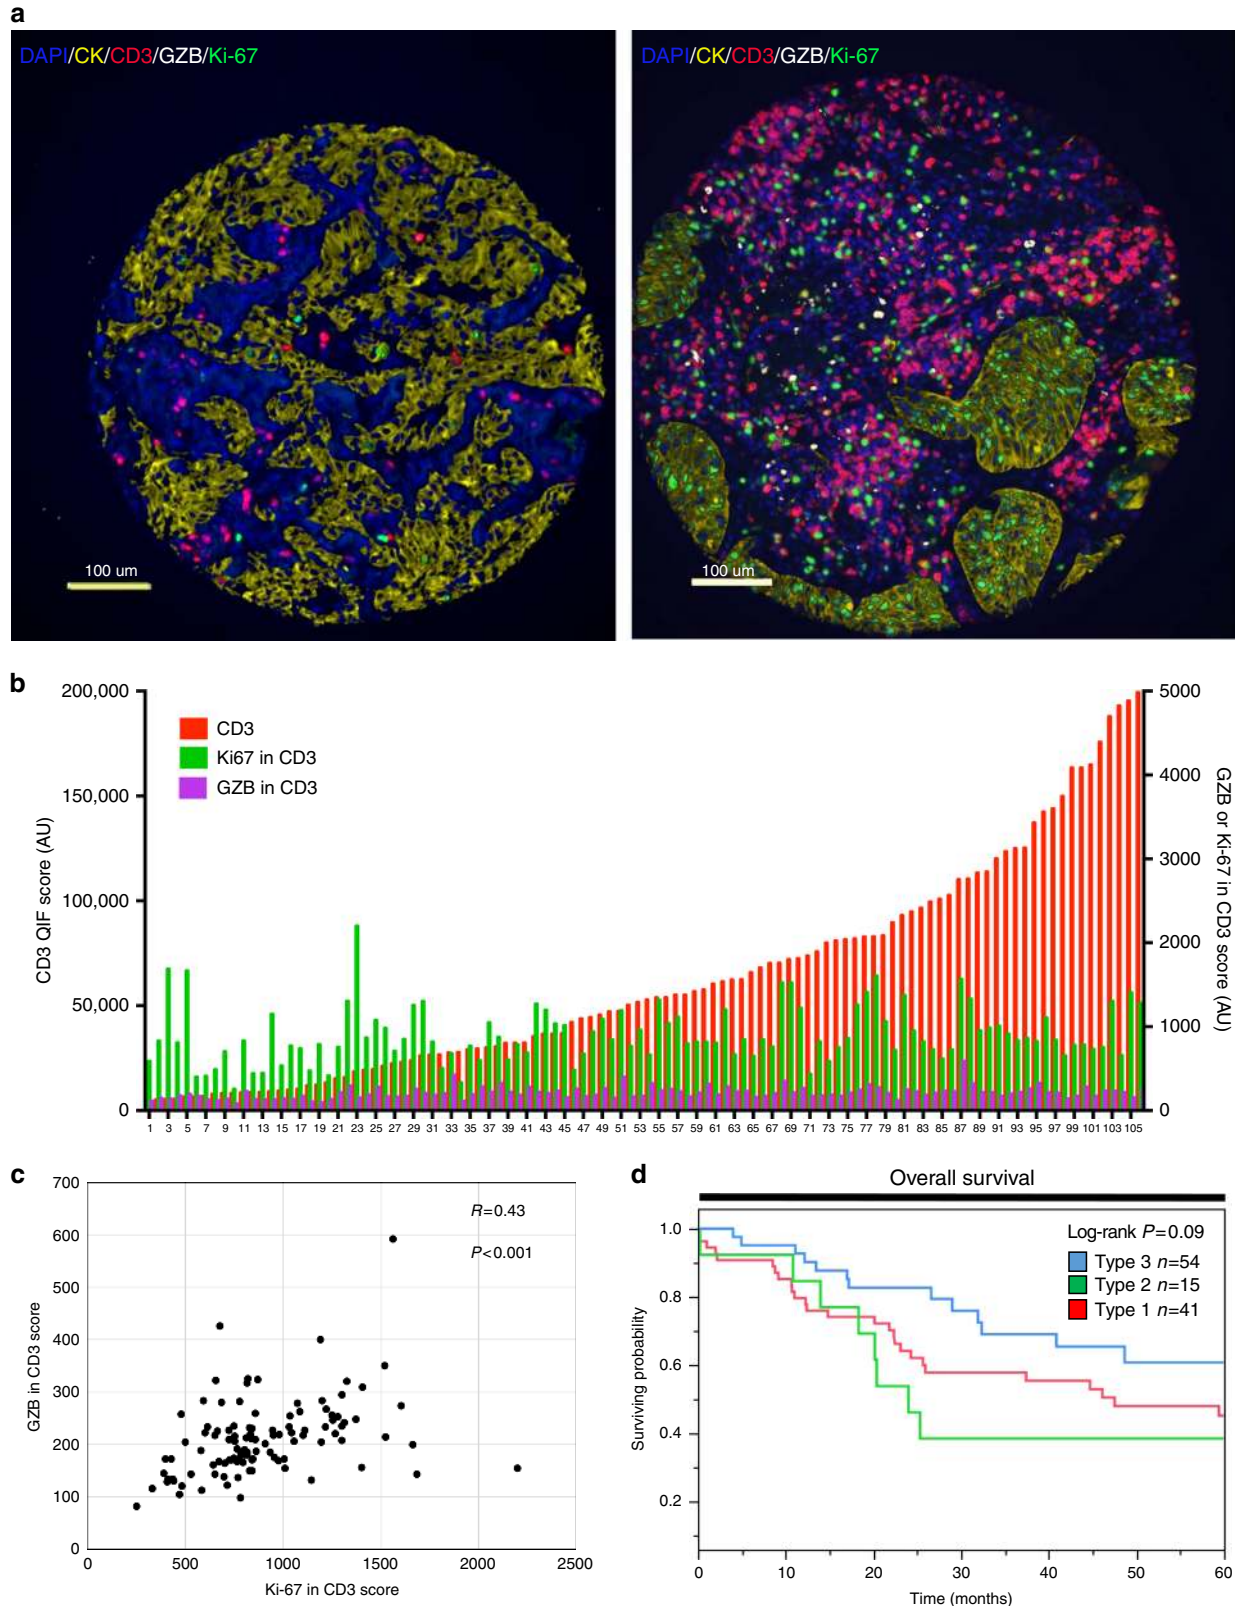 a
DAPI/CK/CD3/GZB/Ki-67
DAPI/CK/CD3/GZB/Ki-67
100 um
100 um
b
200,000
150,000
100,000
50,000
0
CD3 QIF score (AU)
CD3
Ki67 in CD3
GZB in CD3
5000
4000
3000
2000
1000
0
GZB or Ki-67 in CD3 score (AU)
1 3 5 7 9 11 13 15 17 19 21 23 25 27 29 31 33 35 37 39 41 43 45 47 49 51 53 55 57 59 61 63 65 67 69 71 73 75 77 79 81 83 85 87 89 91 93 95 97 99 101 103 105
c
700
600
500
400
300
200
100
0
GZB in CD3 score
R=0.43
P<0.001
0 500 1000 1500 2000 2500
Ki-67 in CD3 score
d
Overall survival
1.0
0.8
0.6
0.4
0.2
Surviving probability
Log-rank P=0.09
Type 3 n=54
Type 2 n=15
Type 1 n=41
0 10 20 30 40 50 60
Time (months)